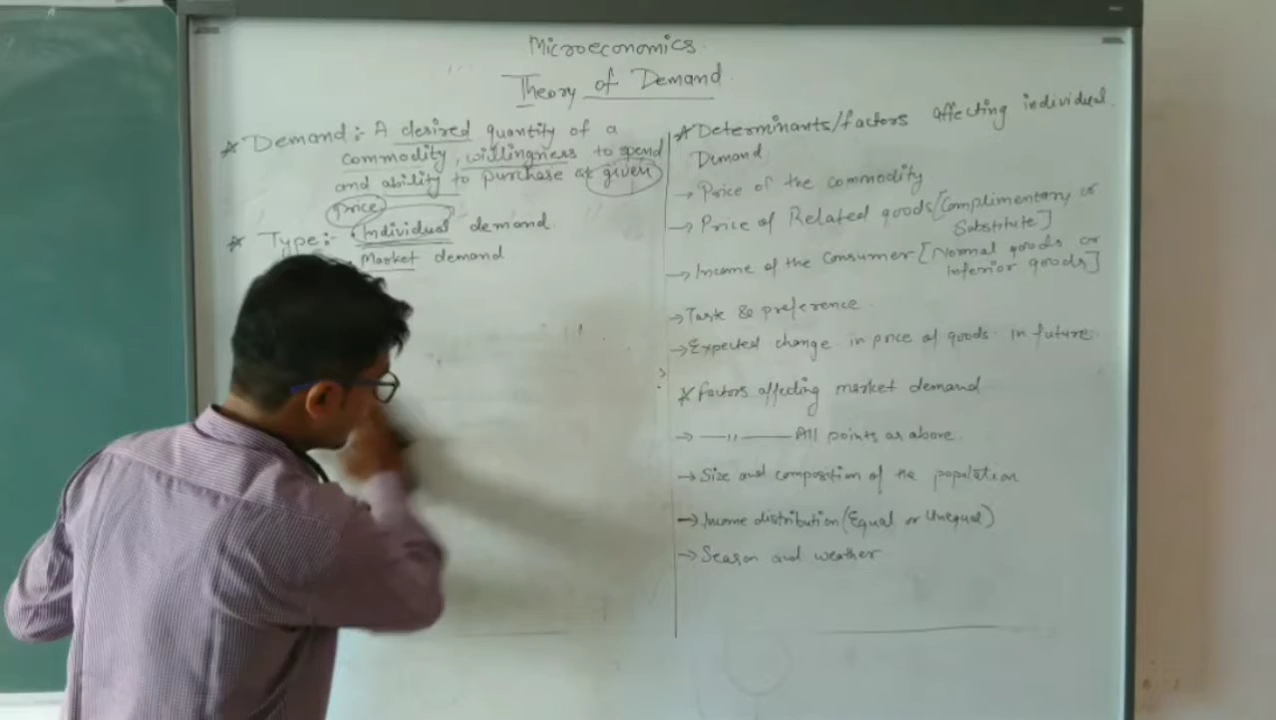 Microeconomics
Theory of Demand
* Demand:- A desired quantity of a
commodity, willingness to spend
and ability to purchase at given
Price
* Type:- Individual demand
Market demand
* Determinants/factors affecting individual
Demand
→ Price of the commodity
→ Price of Related goods [Complimentary or
Substitute]
→ Income of the Consumer [Normal goods or
Inferior goods]
→ & preference
→ Expected change in price of goods in future
* factors affecting market demand
→ —〃— All points as above
→ Size and composition of the population
→ Income distribution (Equal or Unequal)
→ Season and weather